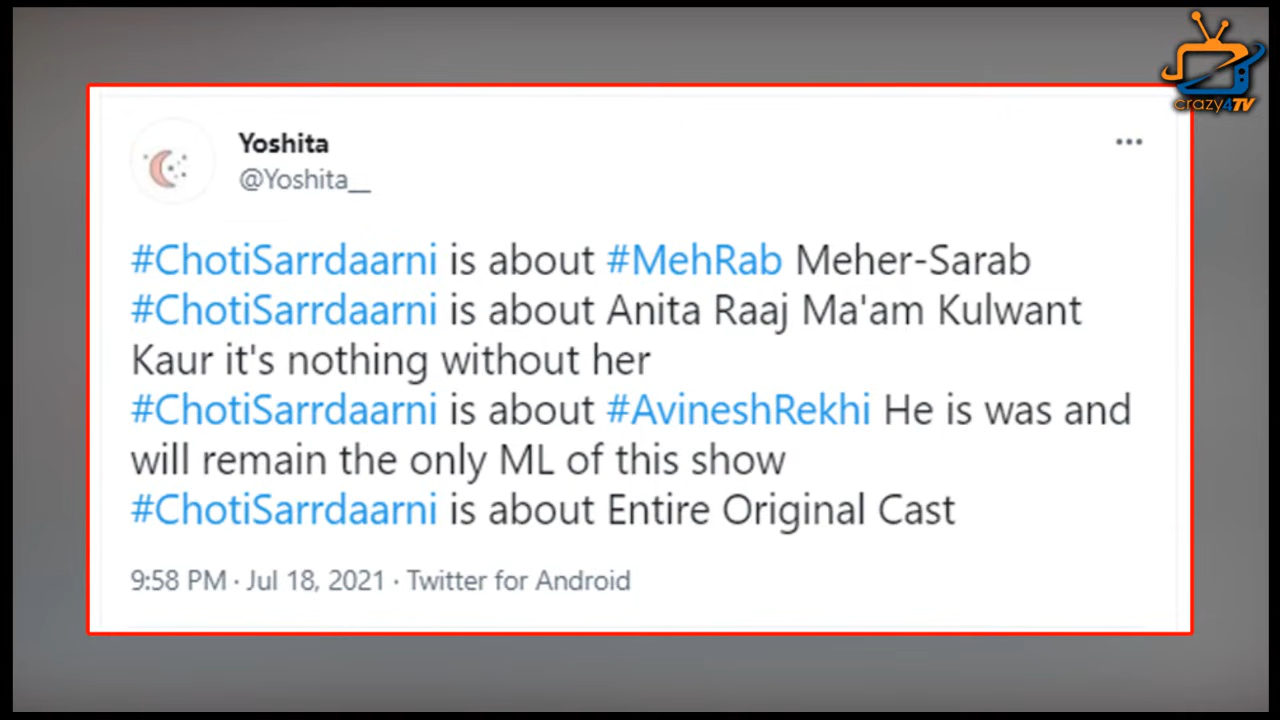 crazy4TV
Yoshita
@Yoshita__
#ChotiSarrdaarni is about #MehRab Meher-Sarab
#ChotiSarrdaarni is about Anita Raaj Ma'am Kulwant
Kaur it's nothing without her
#ChotiSarrdaarni is about #AvineshRekhi He is was and
will remain the only ML of this show
#ChotiSarrdaarni is about Entire Original Cast
9:58 PM · Jul 18, 2021 · Twitter for Android